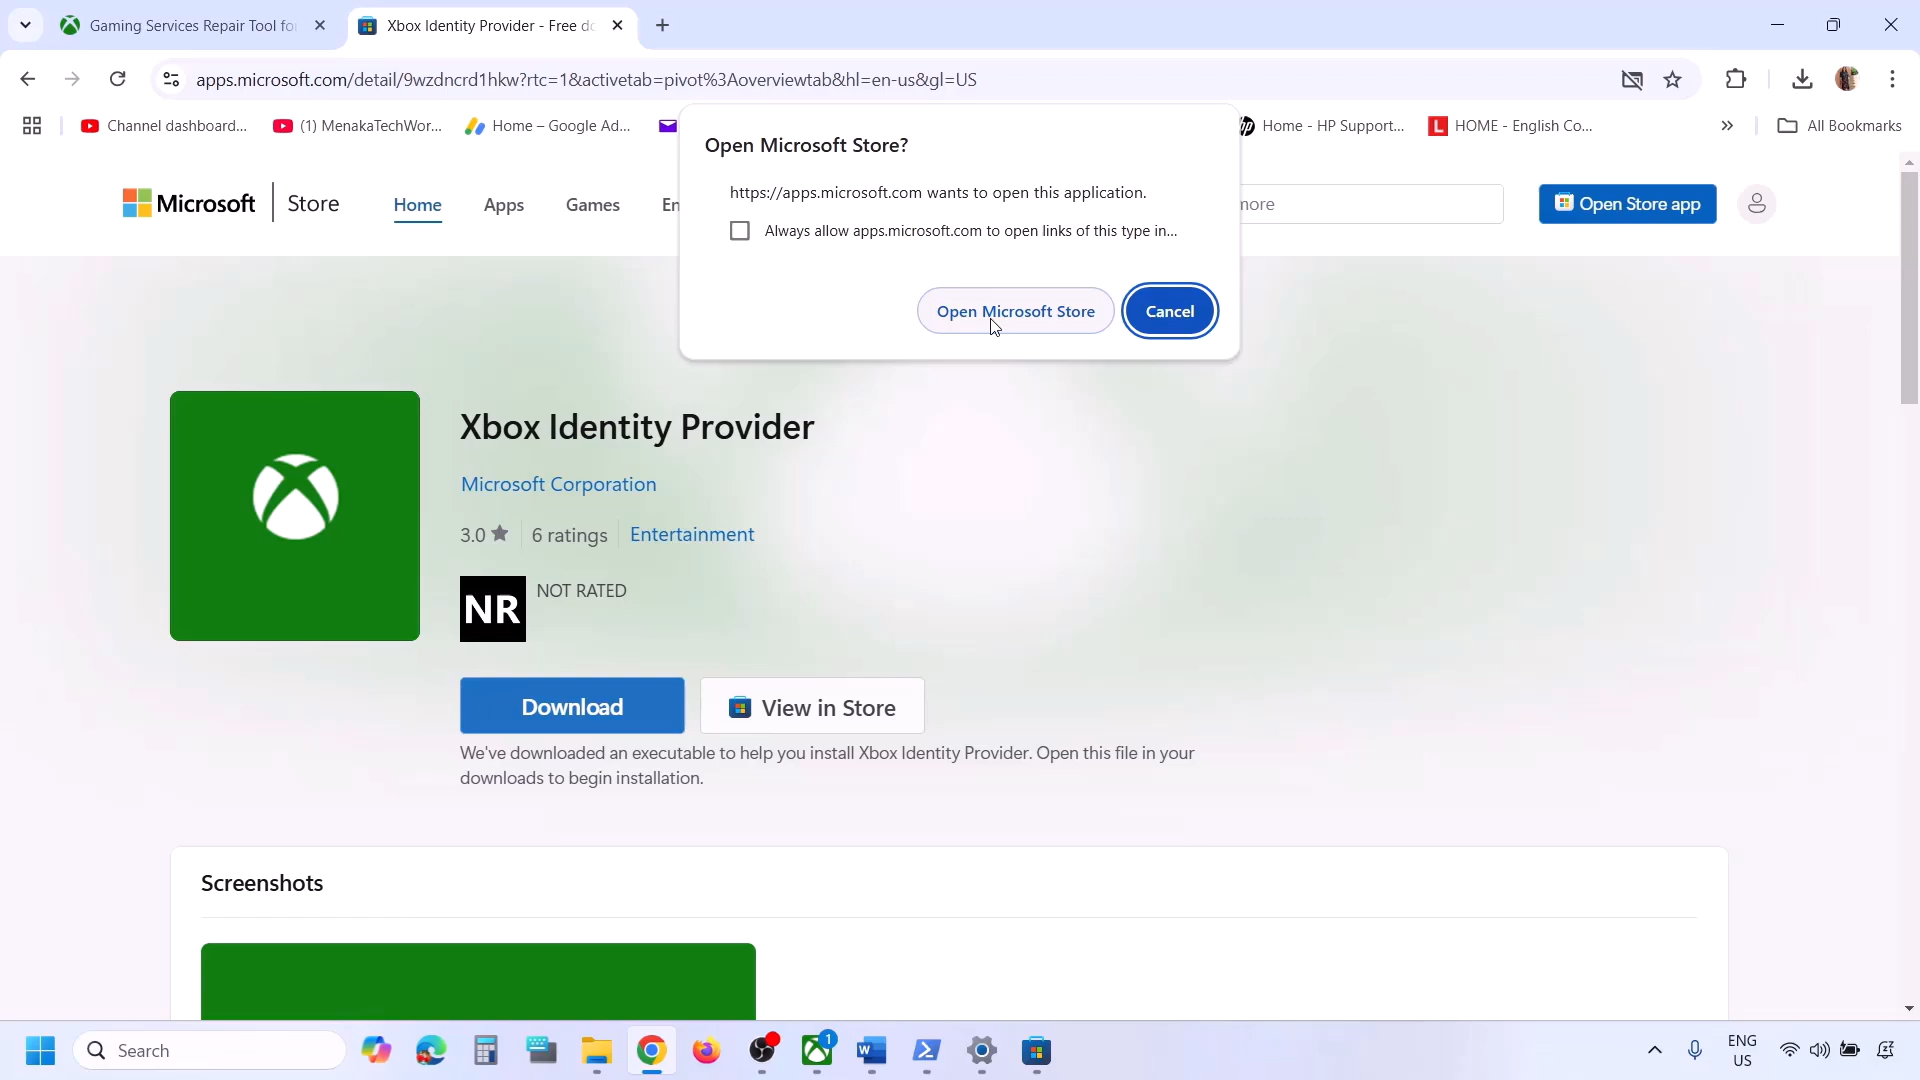 Gaming Services Repair Tool fo
Xbox Identity Provider - Free do
apps.microsoft.com/detail/9wzdncrd1hkw?rtc=1&activetab=pivot%3Aoverviewtab&hl=en-us&gl=US
Channel dashboard...
(1) MenakaTechWor...
Home – Google Ad...
Home - HP Support...
HOME - English Co...
All Bookmarks
Open Microsoft Store?
https://apps.microsoft.com wants to open this application.
Always allow apps.microsoft.com to open links of this type in...
Open Microsoft Store
Cancel
Microsoft
Store
Home
Apps
Games
En
more
Open Store app
Xbox Identity Provider
Microsoft Corporation
3.0
6 ratings
Entertainment
NR
NOT RATED
Download
View in Store
We've downloaded an executable to help you install Xbox Identity Provider. Open this file in your
downloads to begin installation.
Screenshots
Search
1
ENG
US